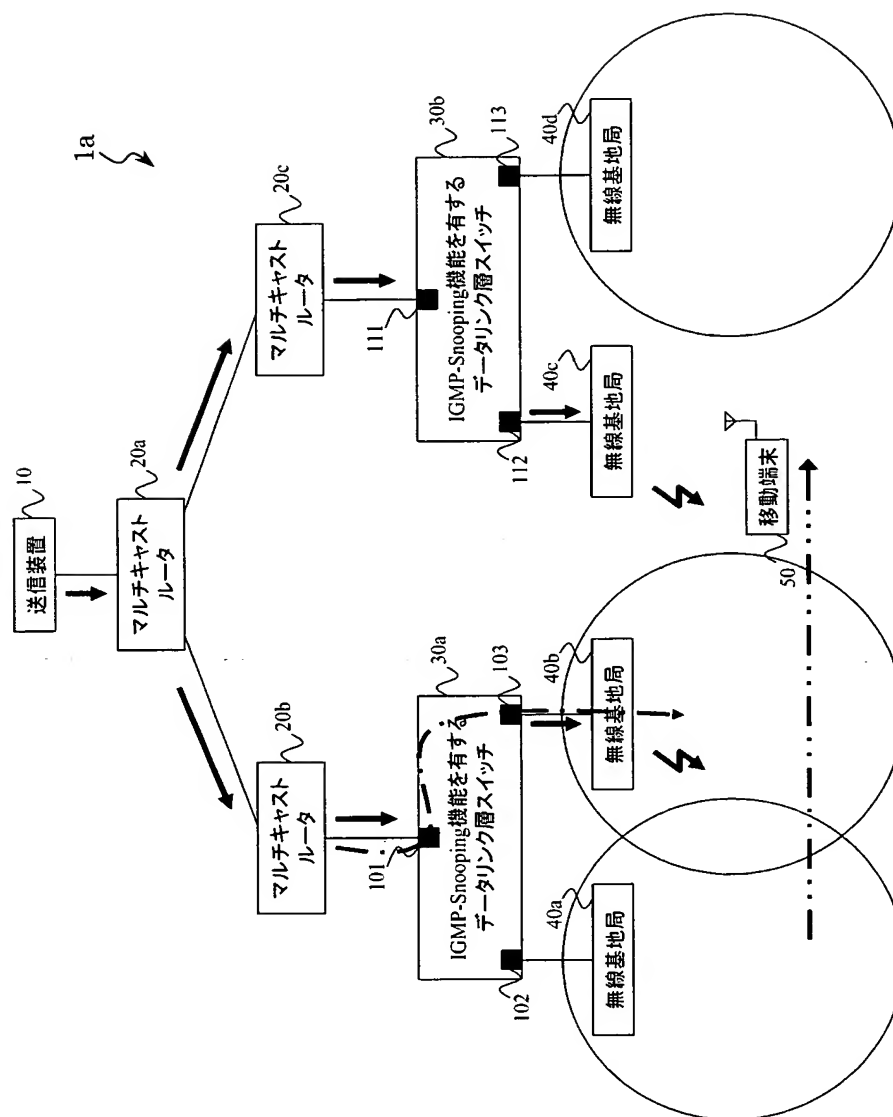 1a
10
送信装置
20a
マルチキャスト
ルータ
20b
マルチキャスト
ルータ
20c
マルチキャスト
ルータ
101
30a
IGMP-Snooping機能を有する
データリンク層スイッチ
102
103
111
30b
IGMP-Snooping機能を有する
データリンク層スイッチ
112
113
40a
無線基地局
40b
無線基地局
40c
無線基地局
40d
無線基地局
50
移動端末